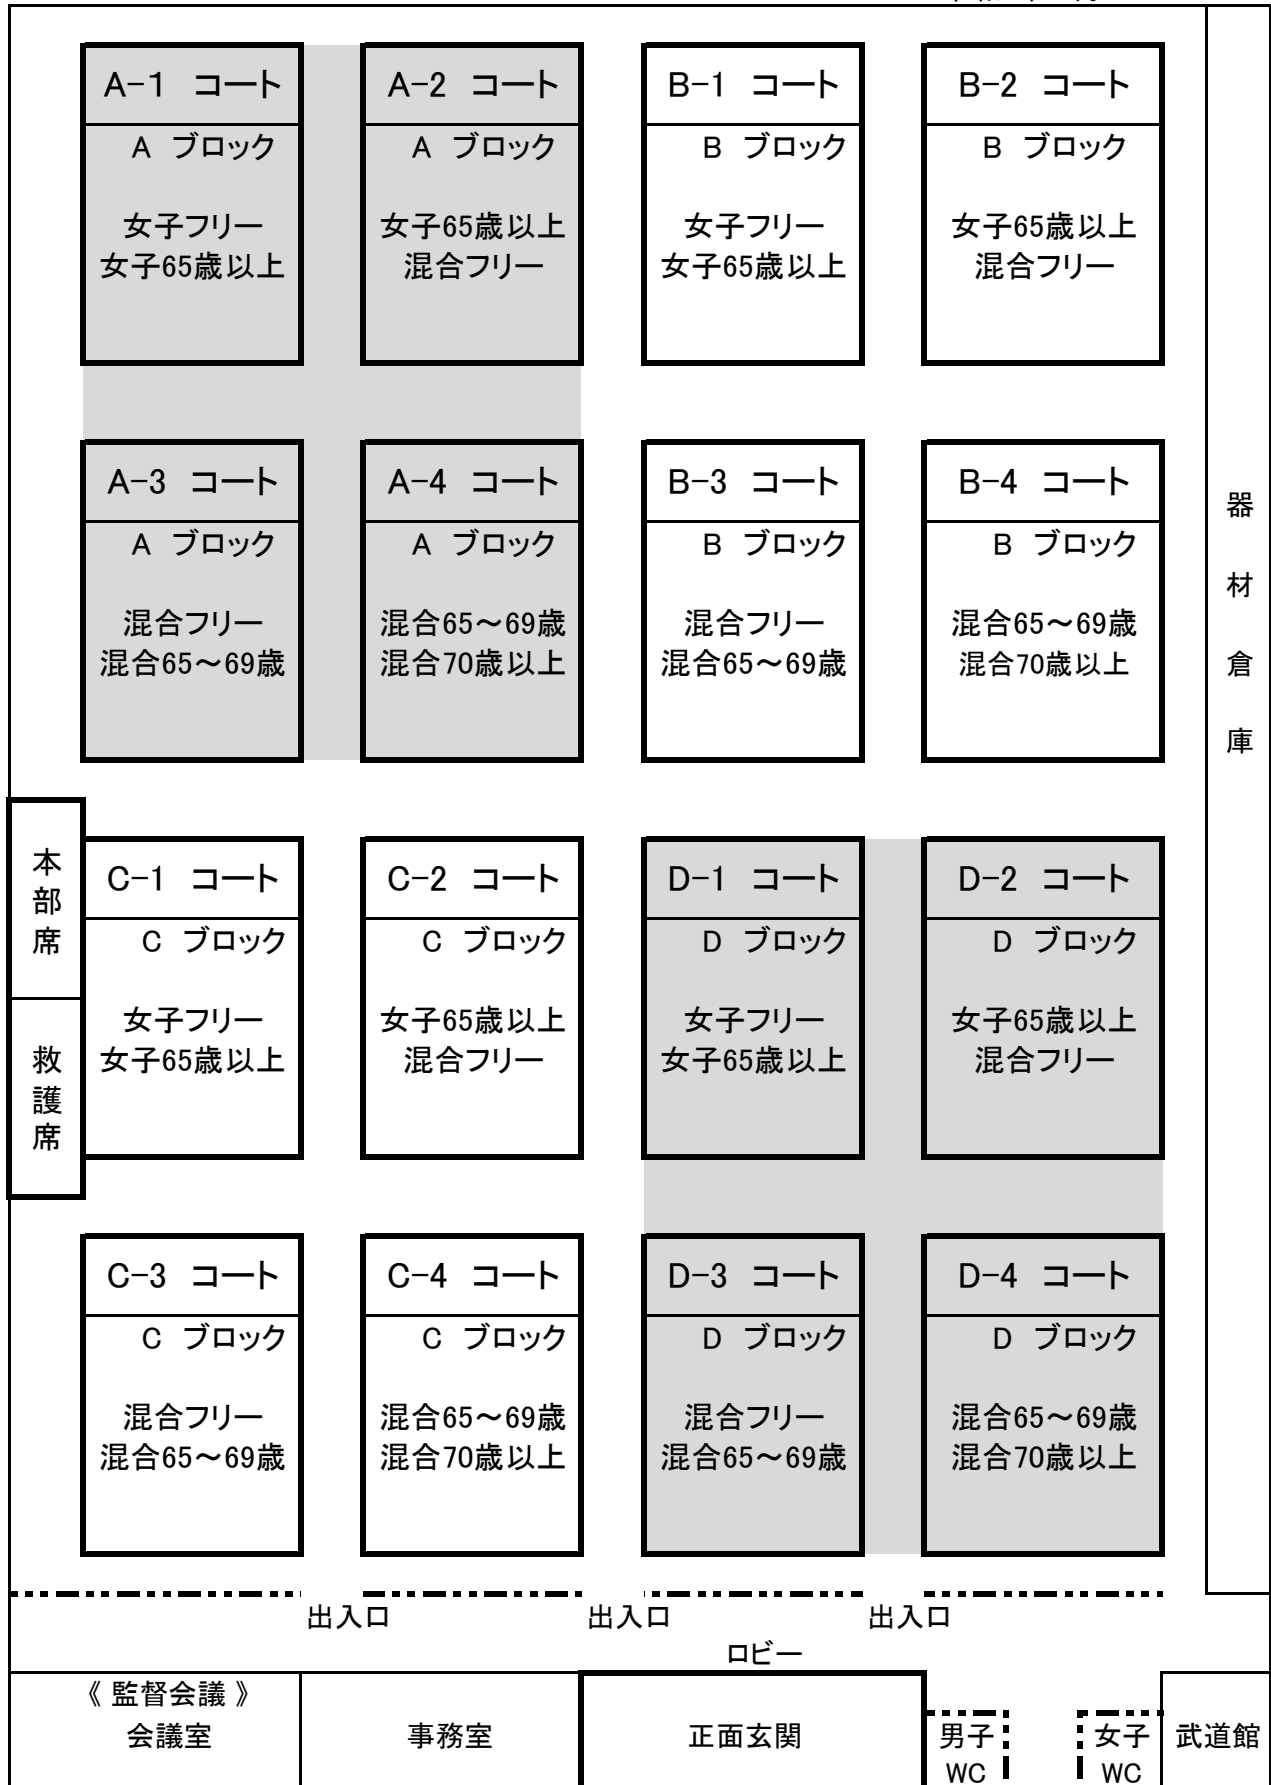 A-1 コート
A ブロック
女子フリー
女子65歳以上
A-2 コート
A ブロック
女子65歳以上
混合フリー
B-1 コート
B ブロック
女子フリー
女子65歳以上
B-2 コート
B ブロック
女子65歳以上
混合フリー
A-3 コート
A ブロック
混合フリー
混合65～69歳
A-4 コート
A ブロック
混合65～69歳
混合70歳以上
B-3 コート
B ブロック
混合フリー
混合65～69歳
B-4 コート
B ブロック
混合65～69歳
混合70歳以上
器材倉庫
本部席
救護席
C-1 コート
C ブロック
女子フリー
女子65歳以上
C-2 コート
C ブロック
女子65歳以上
混合フリー
D-1 コート
D ブロック
女子フリー
女子65歳以上
D-2 コート
D ブロック
女子65歳以上
混合フリー
C-3 コート
C ブロック
混合フリー
混合65～69歳
C-4 コート
C ブロック
混合65～69歳
混合70歳以上
D-3 コート
D ブロック
混合フリー
混合65～69歳
D-4 コート
D ブロック
混合65～69歳
混合70歳以上
出入口
出入口
出入口
ロビー
《 監督会議 》
会議室
事務室
正面玄関
男子
WC
女子
WC
武道館